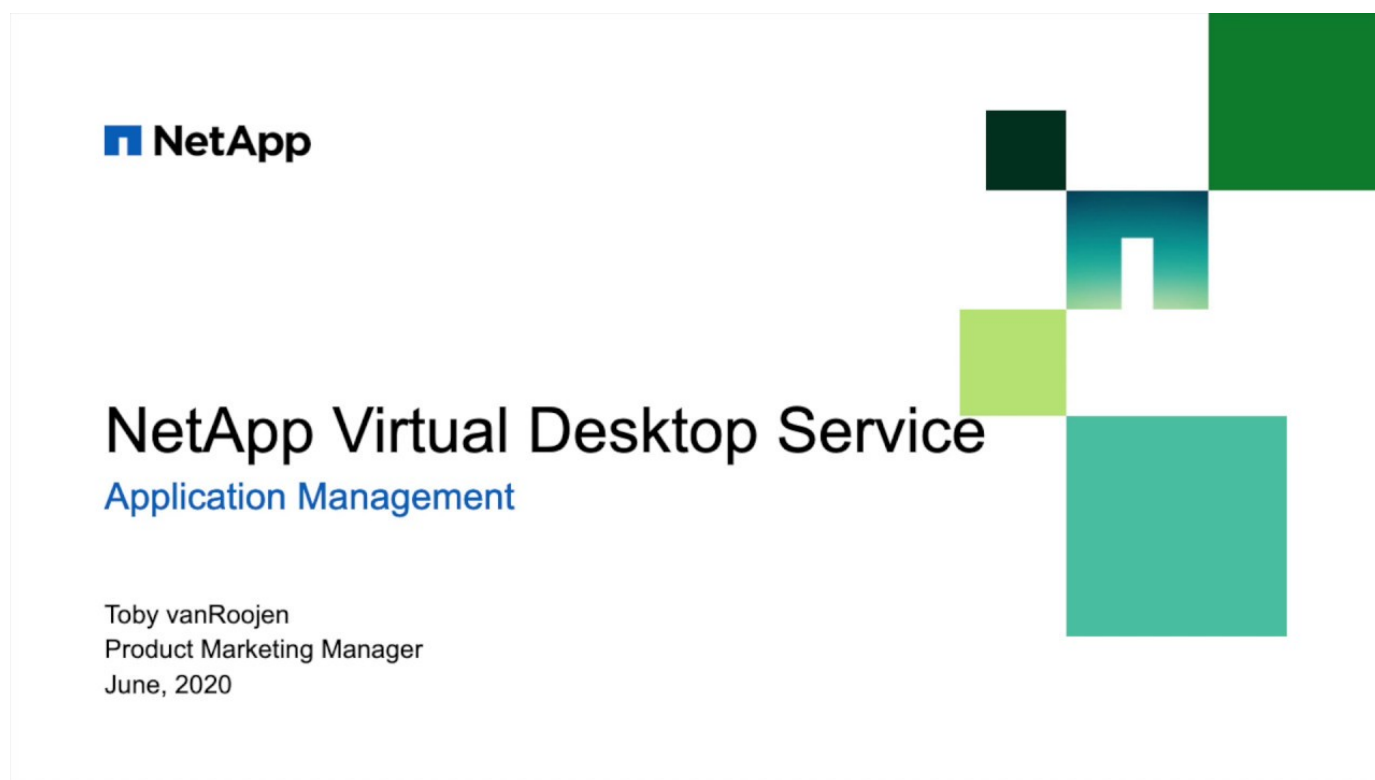 NetApp
NetApp Virtual Desktop Service
Application Management
Toby vanRoojen
Product Marketing Manager
June, 2020